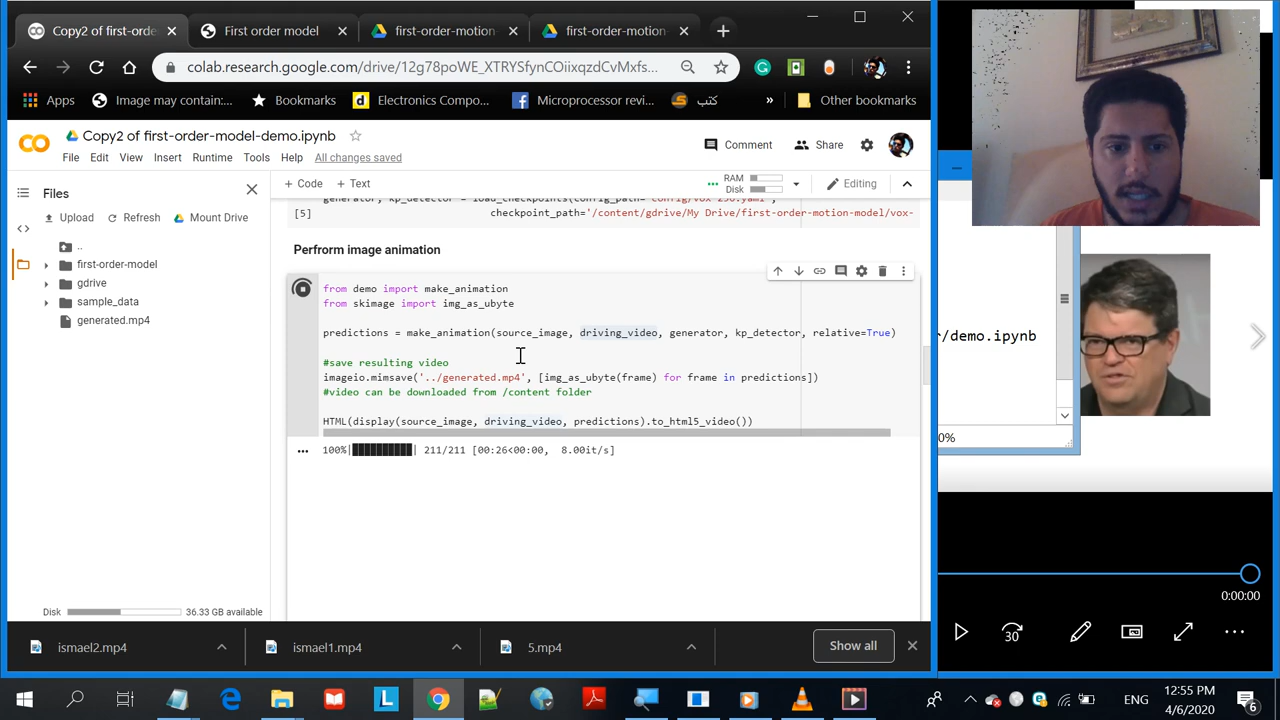 Copy2 of first-orde
First order model
first-order-motion
first-order-motion
colab.research.google.com/drive/12g78poWE_XTRYSfynCOiixqzdCvMxfs...
Apps
Image may contain:...
Bookmarks
Electronics Compo...
Microprocessor revi...
كتب
»
Other bookmarks
Copy2 of first-order-model-demo.ipynb
Comment
Share
File Edit View Insert Runtime Tools Help All changes saved
Files
+ Code + Text
RAM
Disk
Editing
Upload Refresh Mount Drive
..
first-order-model
gdrive
sample_data
generated.mp4
[5] checkpoint_path='/content/gdrive/My Drive/first-order-motion-model/vox-
Perfrorm image animation
from demo import make_animation
from skimage import img_as_ubyte
predictions = make_animation(source_image, driving_video, generator, kp_detector, relative=True)
#save resulting video
imageio.mimsave('../generated.mp4', [img_as_ubyte(frame) for frame in predictions])
#video can be downloaded from /content folder
HTML(display(source_image, driving_video, predictions).to_html5_video())
100%| 211/211 [00:26<00:00, 8.00it/s]
Disk 36.33 GB available
r/demo.ipynb
0%
0:00:00
30
ismael2.mp4
ismael1.mp4
5.mp4
Show all
ENG
12:55 PM
4/6/2020
6